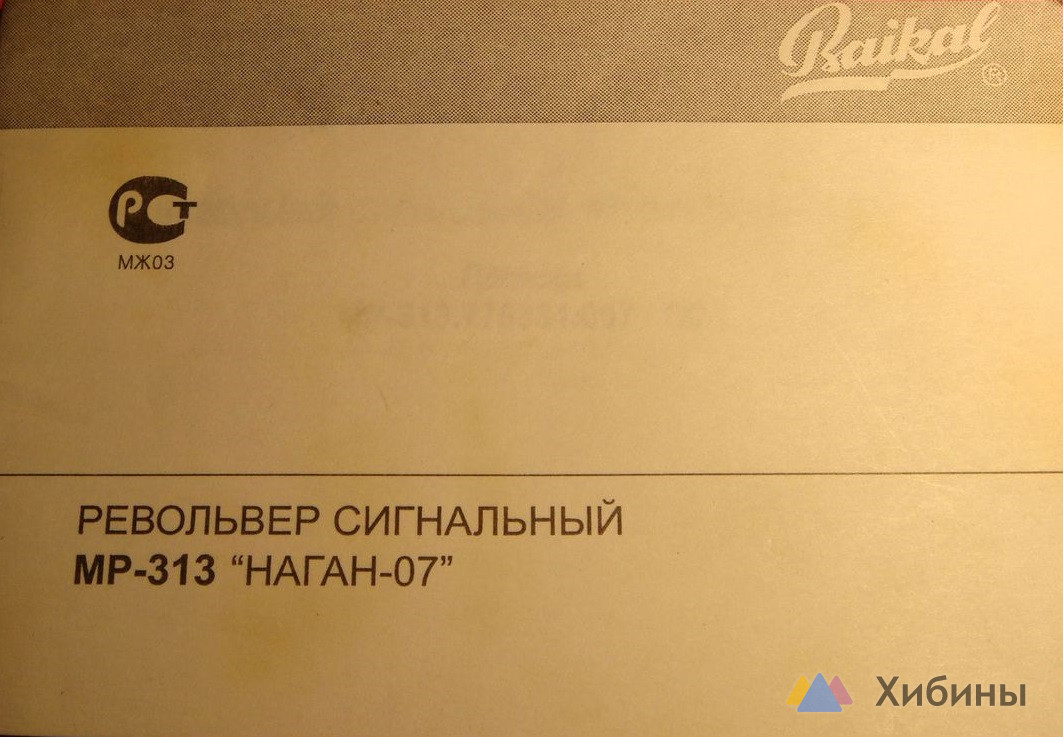 Baikal
РСТ
МЖ03
РЕВОЛЬВЕР СИГНАЛЬНЫЙ
МР-313 “НАГАН-07”
Хибины